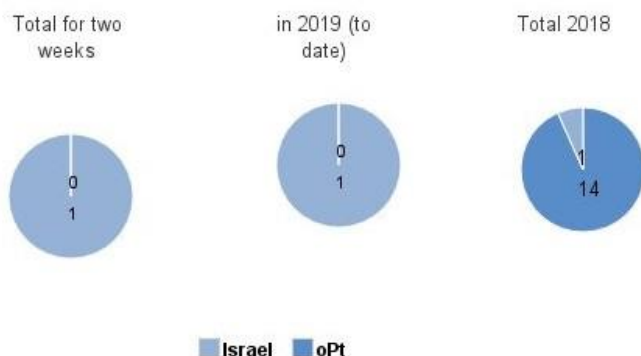 Total for two
weeks
in 2019 (to
date)
Total 2018
0
1
0
1
1
14
Israel
oPt